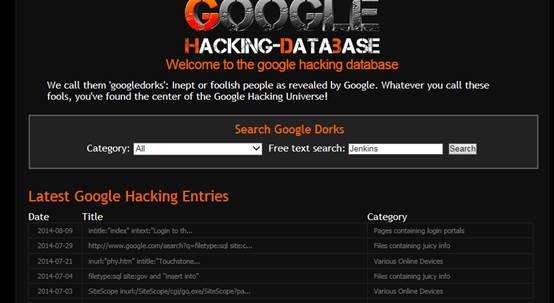 GOOGLE
HACKING-DATABASE
Welcome to the google hacking database
We call them 'googledorks': Inept or foolish people as revealed by Google. Whatever you call these
fools, you've found the center of the Google Hacking Universe!
Search Google Dorks
Category: All Free text search: Jenkins Search
Latest Google Hacking Entries
Date Title Category
2014-08-09 intitle:"index" intext:"Login to th... Pages containing login portals
2014-07-29 http://www.google.com/search?q=filetype:sql site:c... Files containing juicy info
2014-07-21 inurl:"phy.htm" intitle:"Touchstone... Various Online Devices
2014-07-04 filetype:sql site:gov and "insert into" Files containing juicy info
2014-07-03 SiteScope inurl:/SiteScope/cgi/go.exe/SiteScope?pa... Various Online Devices